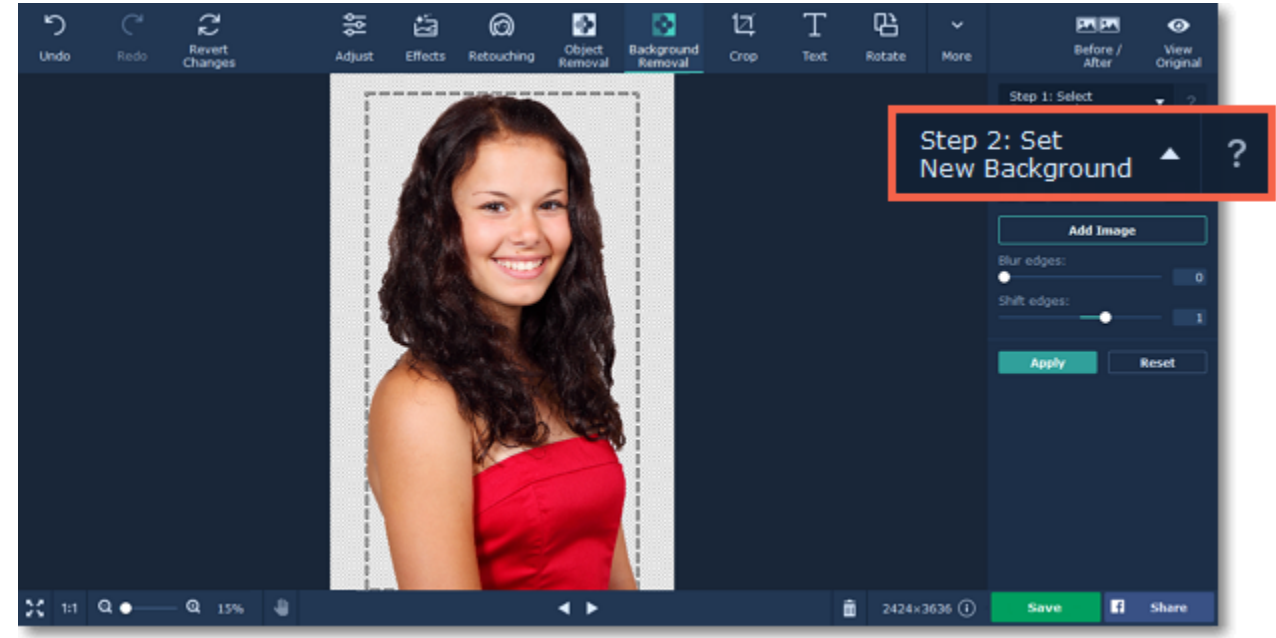 Undo
Redo
Revert
Changes
Adjust
Effects
Retouching
Object
Removal
Background
Removal
Crop
Text
Rotate
More
Before /
After
View
Original
Step 1: Select
?
Step 2: Set
New Background
?
Add Image
Blur edges:
0
Shift edges:
1
Apply
Reset
1:1
15%
2424×3636
Save
Share